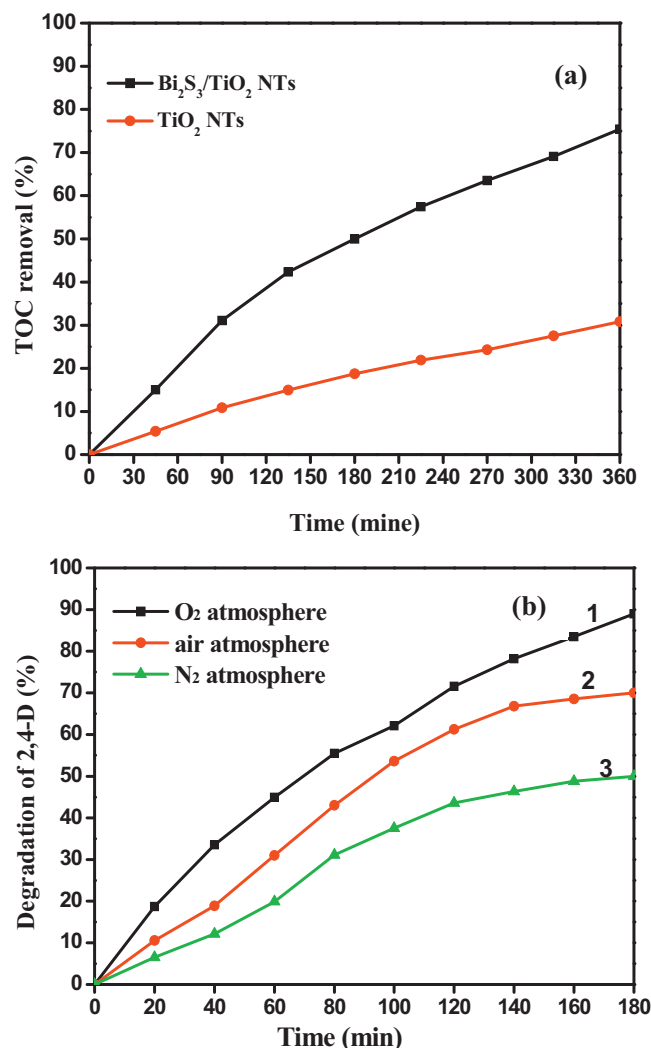 100
90
80
70
60
50
40
30
20
10
0
TOC removal (%)
Bi₂S₃/TiO₂ NTs
TiO₂ NTs
(a)
0 30 60 90 120 150 180 210 240 270 300 330 360
Time (mine)
100
90
80
70
60
50
40
30
20
10
0
Degradation of 2,4-D (%)
O₂ atmosphere
air atmosphere
N₂ atmosphere
(b)
1
2
3
0 20 40 60 80 100 120 140 160 180
Time (min)